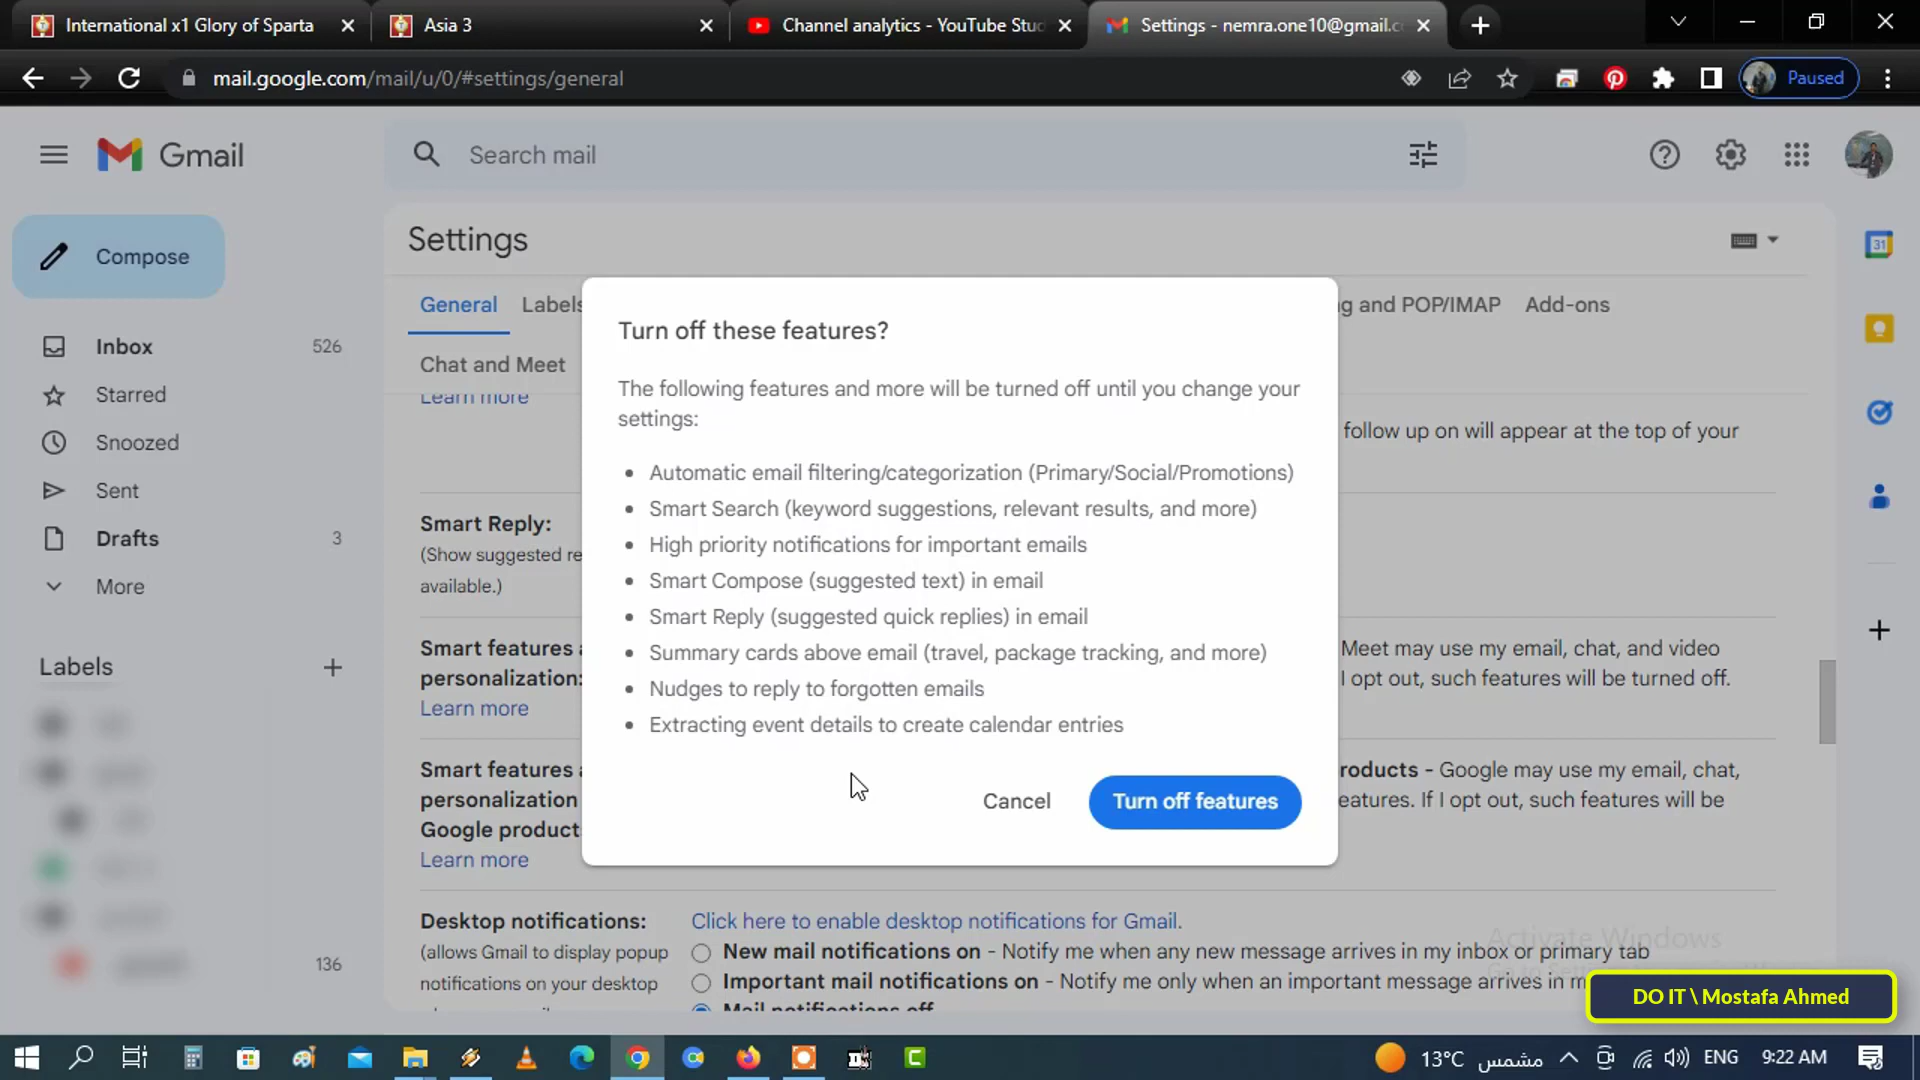 International x1 Glory of Sparta
Asia 3
Channel analytics - YouTube Stud
Settings - nemra.one10@gmail.c
mail.google.com/mail/u/0/#settings/general
Paused
Gmail
Search mail
Compose
Inbox 526
Starred
Snoozed
Sent
Drafts 3
More
Labels
136
Settings
General Labels g and POP/IMAP Add-ons
Chat and Meet
Learn more
follow up on will appear at the top of your
Smart Reply:
(Show suggested re
available.)
Smart features a
personalization:
Learn more
Meet may use my email, chat, and video
I opt out, such features will be turned off.
Smart features a
personalization
Google product
Learn more
roducts - Google may use my email, chat,
eatures. If I opt out, such features will be
Turn off these features?
The following features and more will be turned off until you change your
settings:
Automatic email filtering/categorization (Primary/Social/Promotions)
Smart Search (keyword suggestions, relevant results, and more)
High priority notifications for important emails
Smart Compose (suggested text) in email
Smart Reply (suggested quick replies) in email
Summary cards above email (travel, package tracking, and more)
Nudges to reply to forgotten emails
Extracting event details to create calendar entries
Cancel Turn off features
Desktop notifications:
(allows Gmail to display popup
notifications on your desktop
Click here to enable desktop notifications for Gmail.
New mail notifications on - Notify me when any new message arrives in my inbox or primary tab
Important mail notifications on - Notify me only when an important message arrives in m
Mail notifications off
31
Activate Windows
DO IT \ Mostafa Ahmed
13°C مشمس ENG 9:22 AM